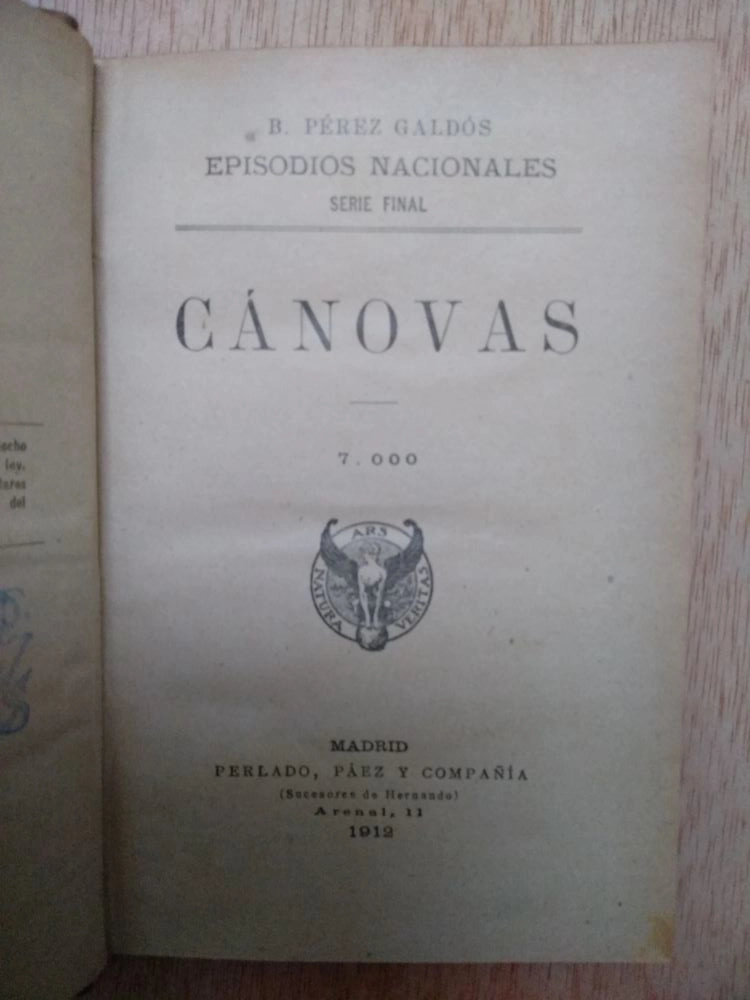 B. PÉREZ GALDÓS
EPISODIOS NACIONALES
SERIE FINAL
CÁNOVAS
7.000
ARS
NATURA
VERITAS
MADRID
PERLADO, PÁEZ Y COMPAÑÍA
(Sucesores de Hernando)
Arenal, 11
1912
ley.
del